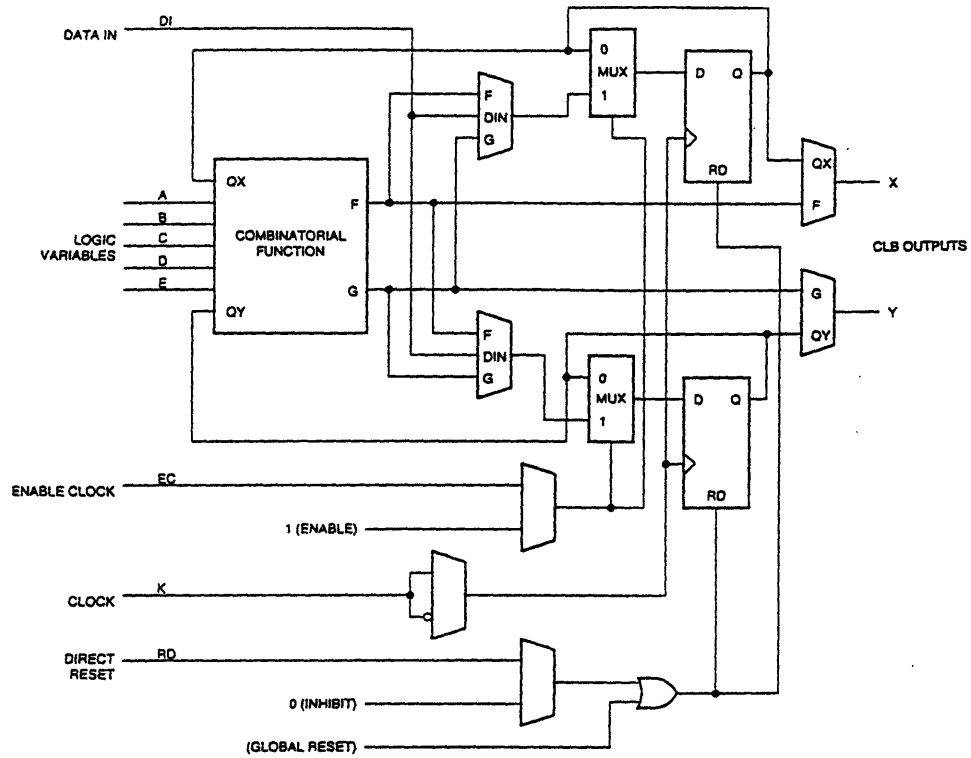 DI
DATA IN
0
MUX
1
D Q
RD
F
DIN
G
QX
F
X
QX
A
B
C
D
E
LOGIC
VARIABLES
COMBINATORIAL
FUNCTION
F
G
QY
CLB OUTPUTS
G
QY
Y
F
DIN
G
0
MUX
1
D Q
RD
ENABLE CLOCK
EC
1 (ENABLE)
CLOCK
K
DIRECT
RESET
RD
0 (INHIBIT)
(GLOBAL RESET)